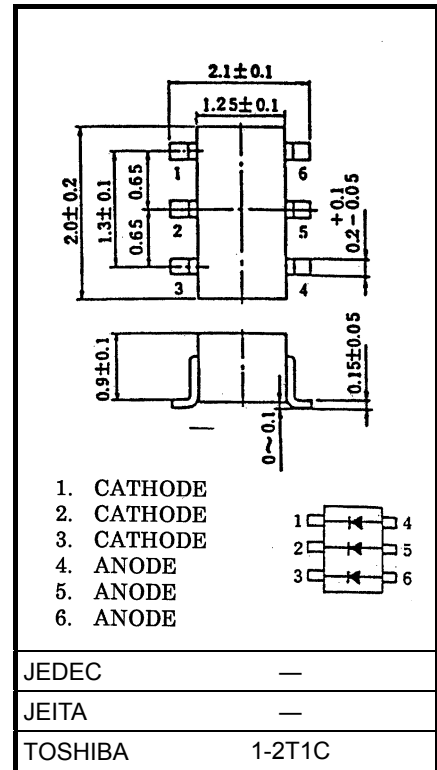 2.1±0.1
1.25±0.1
1 6
2 5
3 4
2.0±0.2
1.3±0.1
0.65
0.65
+0.1
0.2-0.05
0.9±0.1
0.15±0.05
0~0.1
1. CATHODE
2. CATHODE
3. CATHODE
4. ANODE
5. ANODE
6. ANODE
1 4
2 5
3 6
JEDEC —
JEITA —
TOSHIBA 1-2T1C